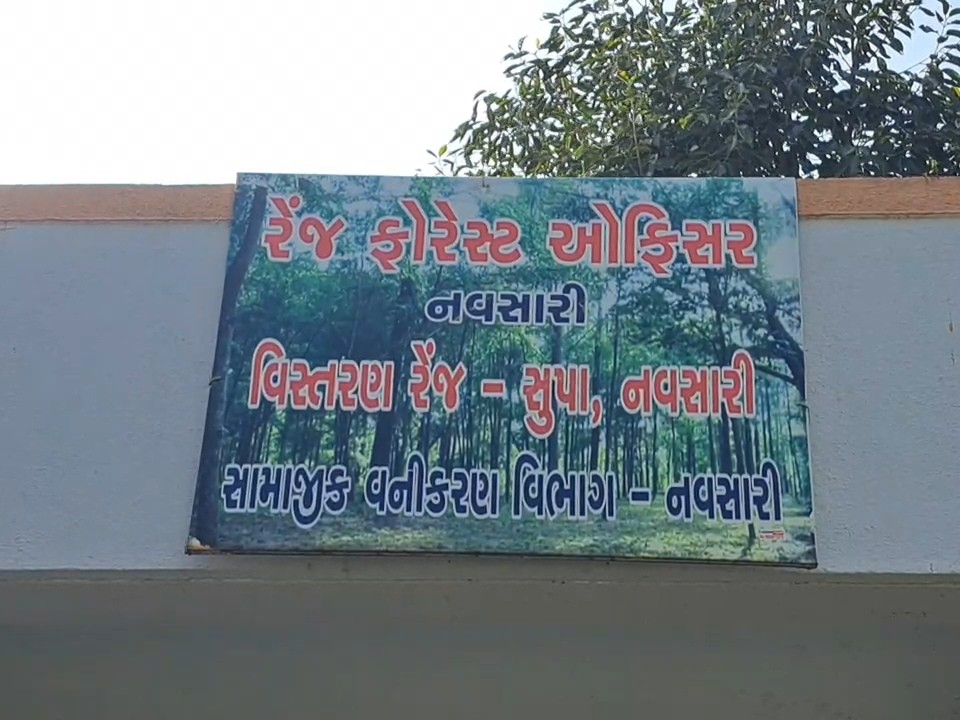 રેંજ ફોરેસ્ટ ઓફિસર
નવસારી
વિસ્તરણ રેંજ - સુપા, નવસારી
સામાજીક વનીકરણ વિભાગ - નવસારી